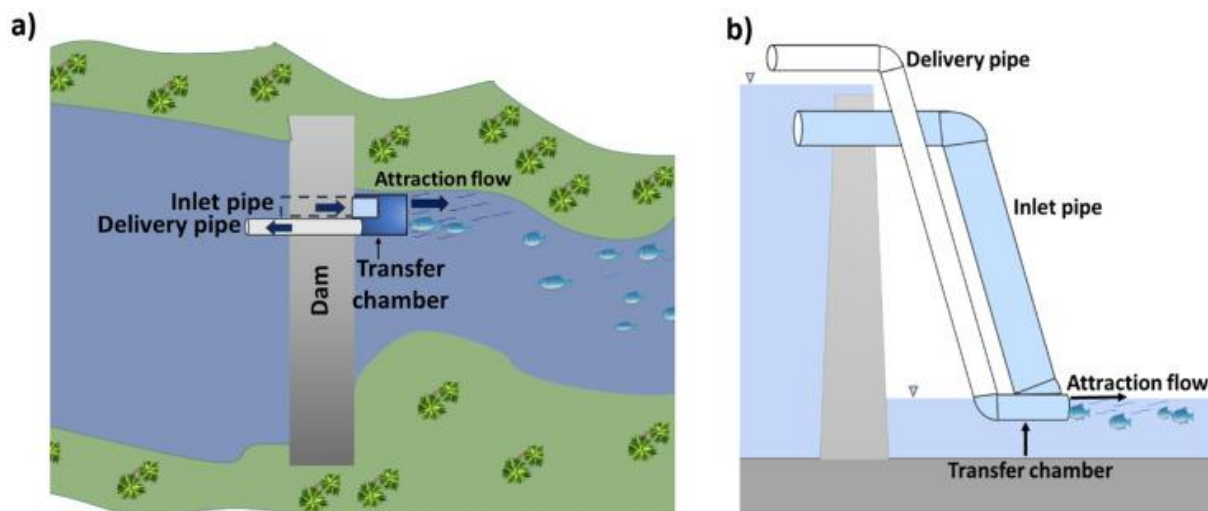 a)
Attraction flow
Inlet pipe
Delivery pipe
Transfer
chamber
Dam
b)
Delivery pipe
Inlet pipe
Attraction flow
Transfer chamber